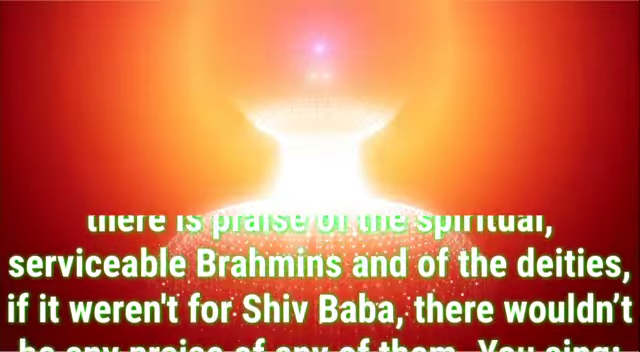 there is praise of the spiritual,
serviceable Brahmins and of the deities,
if it weren't for Shiv Baba, there wouldn’t
be any praise of any of them. You sing: